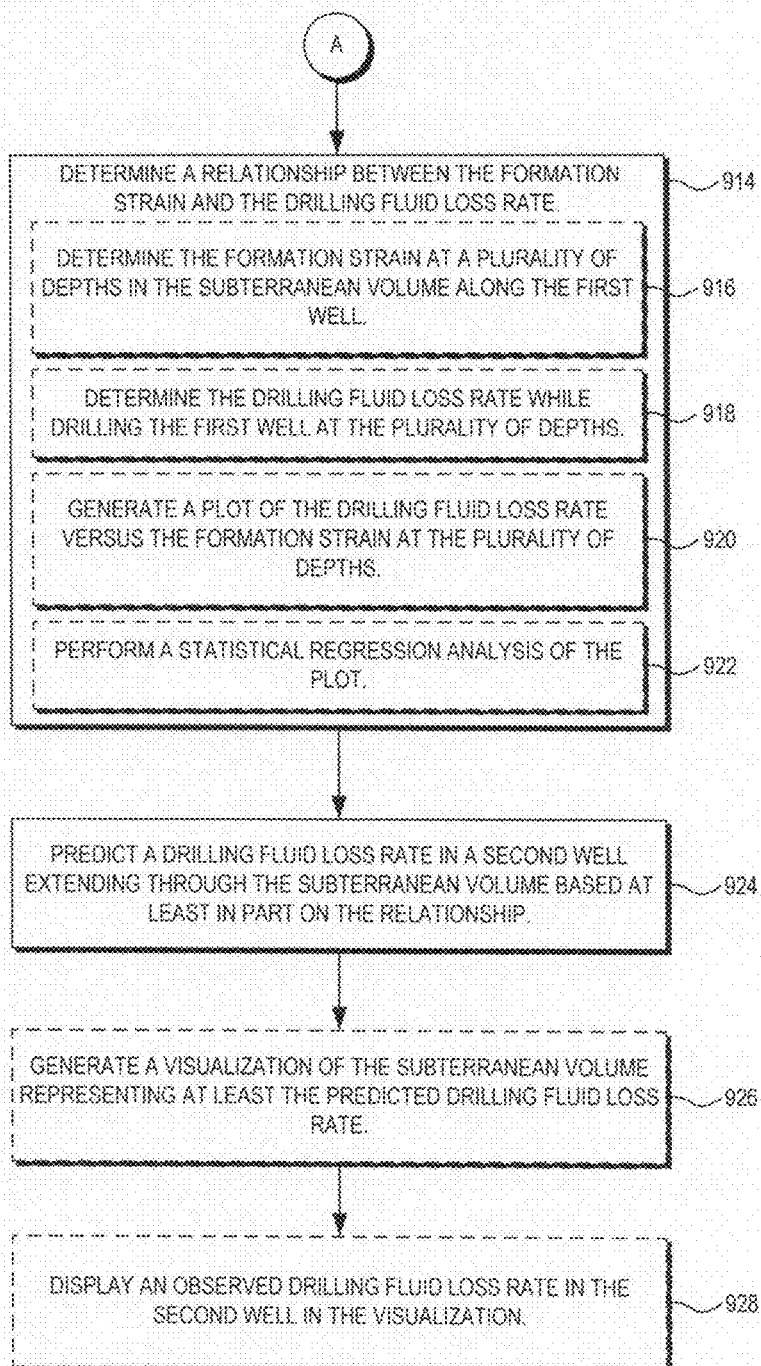 A
DETERMINE A RELATIONSHIP BETWEEN THE FORMATION
STRAIN AND THE DRILLING FLUID LOSS RATE.
914
DETERMINE THE FORMATION STRAIN AT A PLURALITY OF
DEPTHS IN THE SUBTERRANEAN VOLUME ALONG THE FIRST
WELL.
916
DETERMINE THE DRILLING FLUID LOSS RATE WHILE
DRILLING THE FIRST WELL AT THE PLURALITY OF DEPTHS.
918
GENERATE A PLOT OF THE DRILLING FLUID LOSS RATE
VERSUS THE FORMATION STRAIN AT THE PLURALITY OF
DEPTHS.
920
PERFORM A STATISTICAL REGRESSION ANALYSIS OF THE
PLOT.
922
PREDICT A DRILLING FLUID LOSS RATE IN A SECOND WELL
EXTENDING THROUGH THE SUBTERRANEAN VOLUME BASED AT
LEAST IN PART ON THE RELATIONSHIP.
924
GENERATE A VISUALIZATION OF THE SUBTERRANEAN VOLUME
REPRESENTING AT LEAST THE PREDICTED DRILLING FLUID LOSS
RATE.
926
DISPLAY AN OBSERVED DRILLING FLUID LOSS RATE IN THE
SECOND WELL IN THE VISUALIZATION.
928